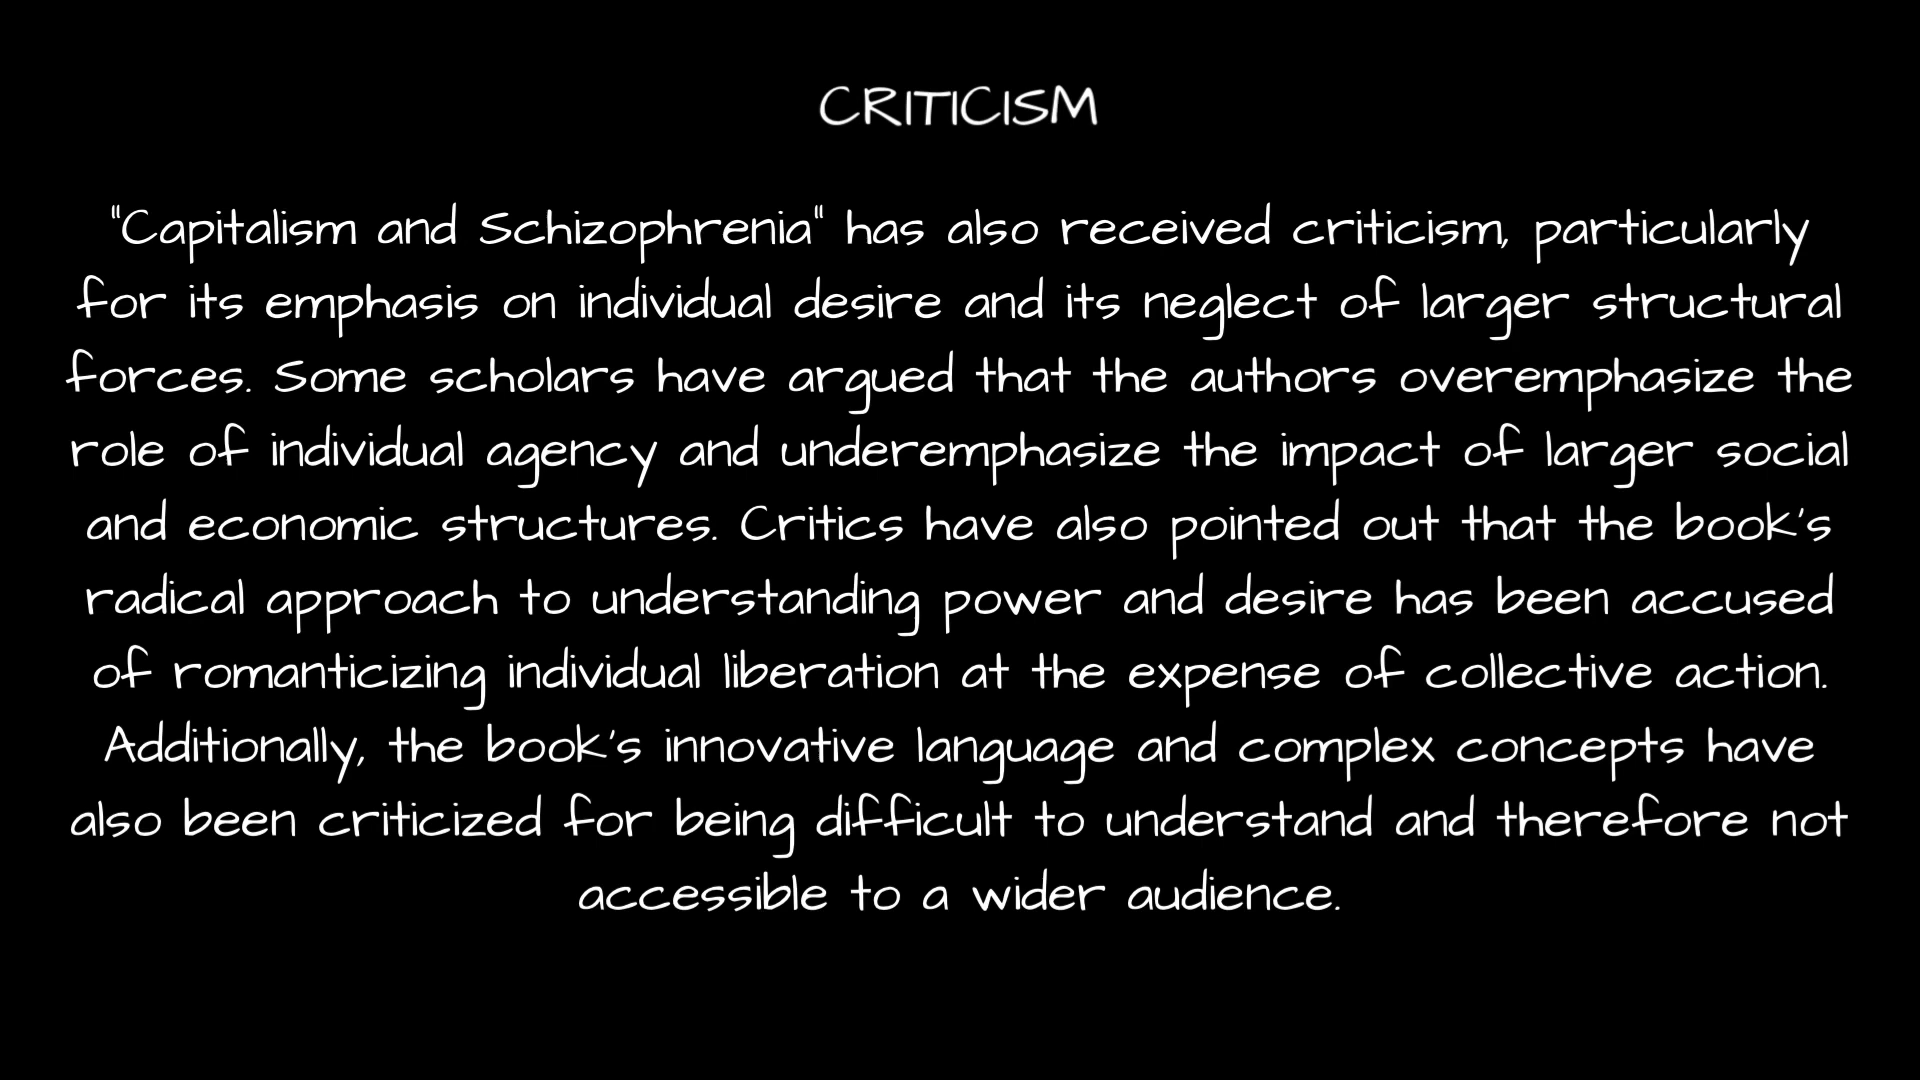 CRITICISM
"Capitalism and Schizophrenia" has also received criticism, particularly
for its emphasis on individual desire and its neglect of larger structural
forces. Some scholars have argued that the authors overemphasize the
role of individual agency and underemphasize the impact of larger social
and economic structures. Critics have also pointed out that the book's
radical approach to understanding power and desire has been accused
of romanticizing individual liberation at the expense of collective action.
Additionally, the book's innovative language and complex concepts have
also been criticized for being difficult to understand and therefore not
accessible to a wider audience.